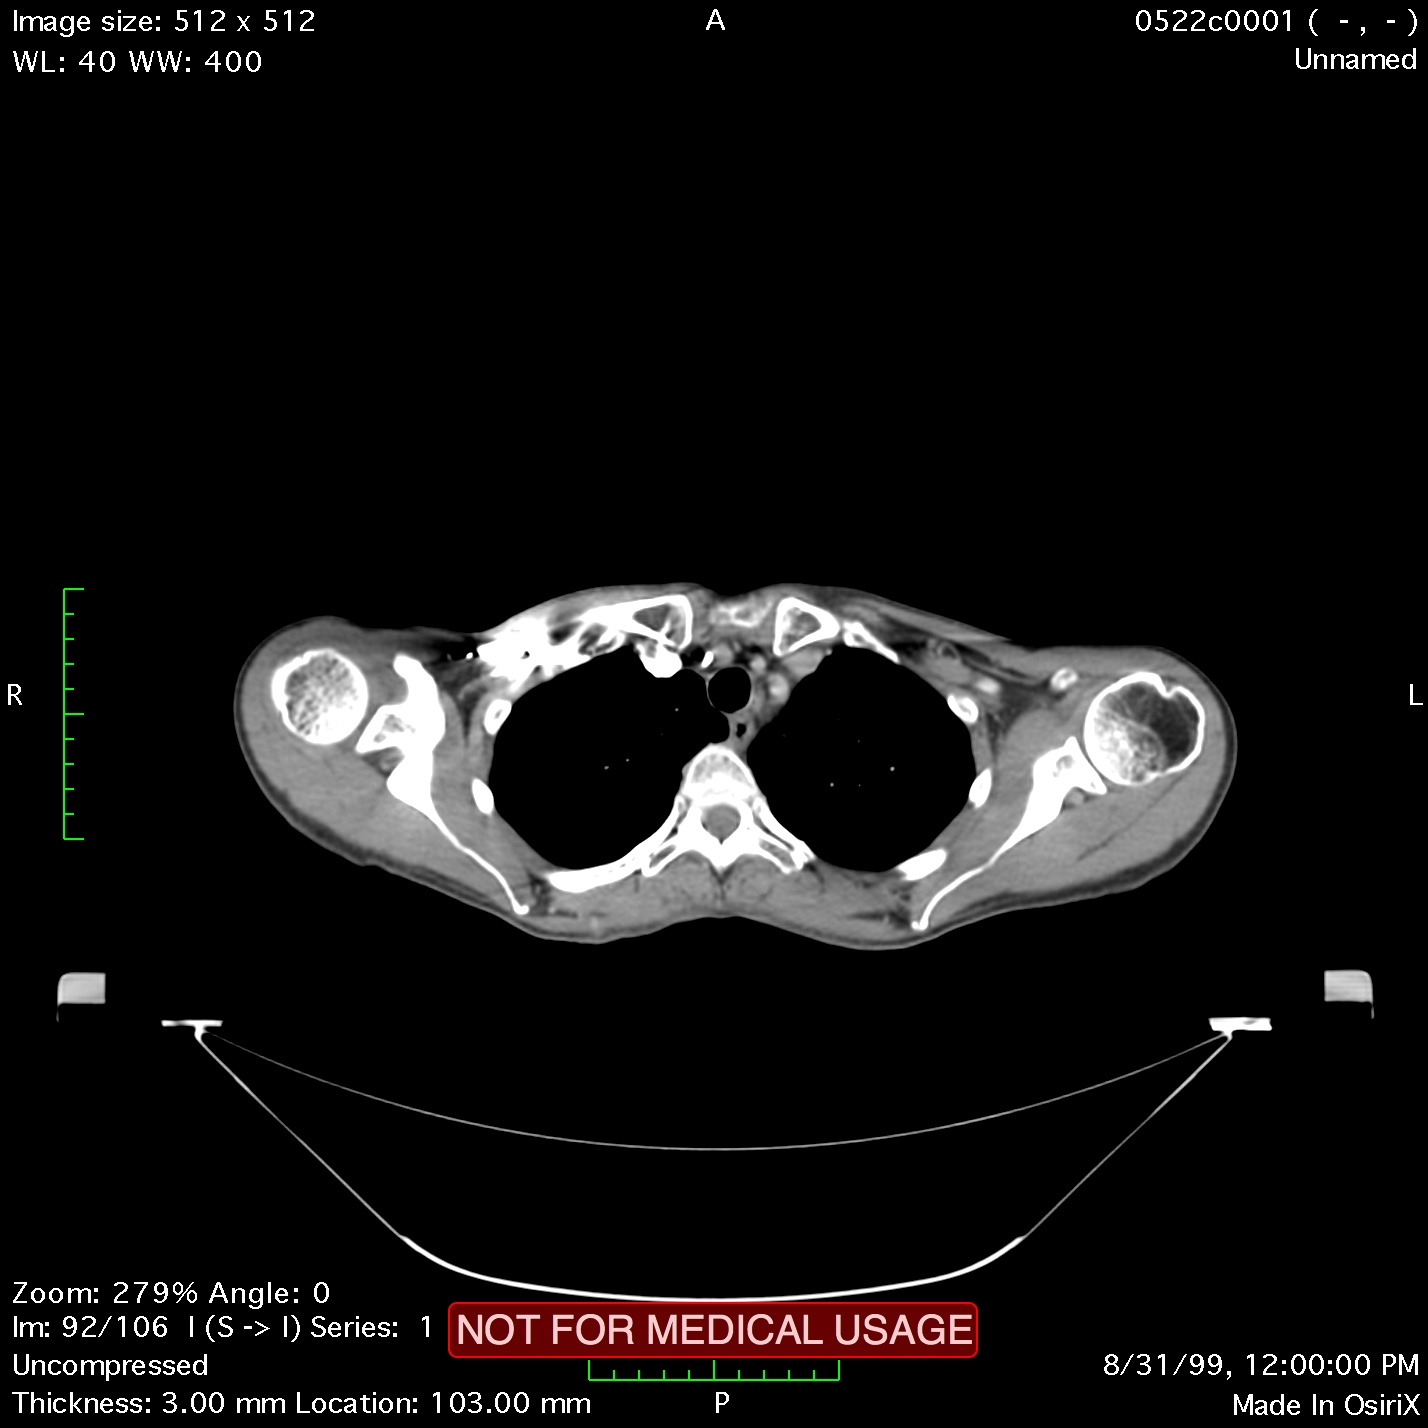 Image size: 512 x 512
WL: 40 WW: 400
A
0522c0001 ( -, -)
Unnamed
R
L
Zoom: 279% Angle: 0
Im: 92/106 I (S -> I) Series: 1
Uncompressed
Thickness: 3.00 mm Location: 103.00 mm
NOT FOR MEDICAL USAGE
P
8/31/99, 12:00:00 PM
Made In OsiriX